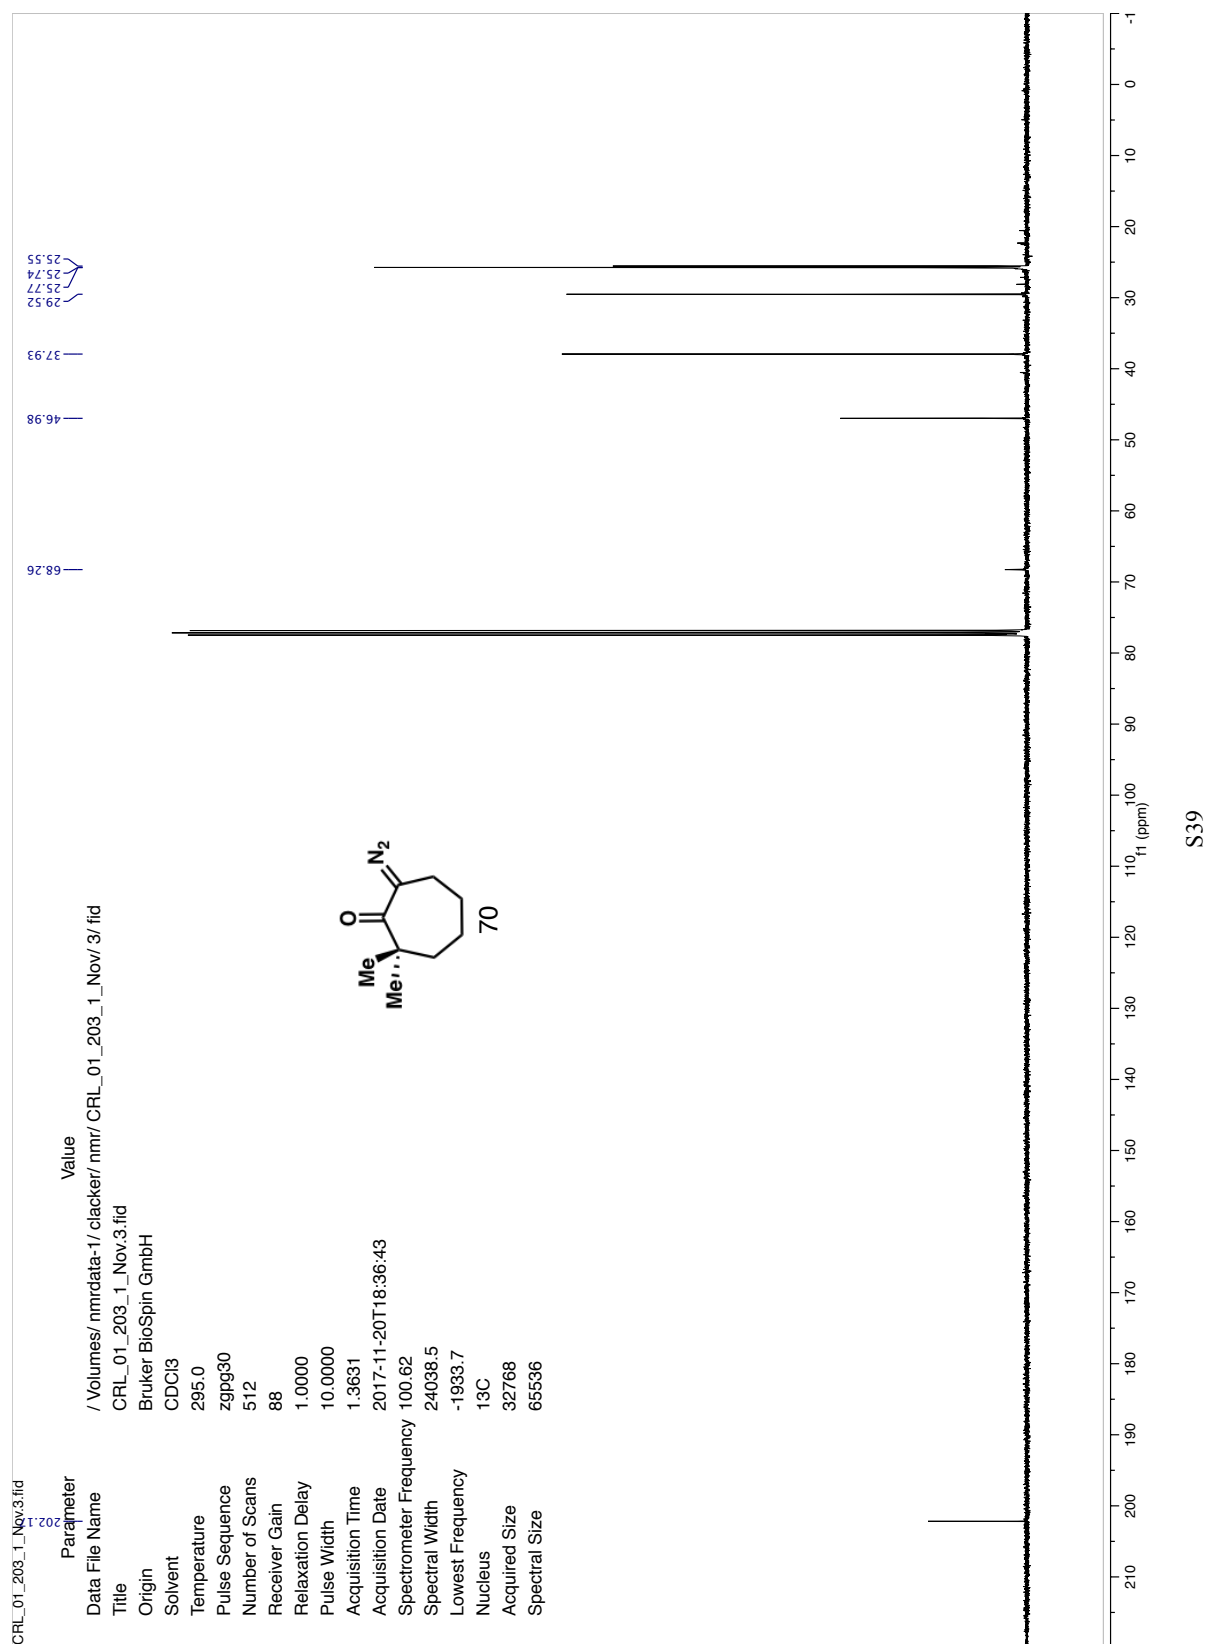 CRL_01_203_1_Nov.3.fid
Parameter Value
Data File Name / Volumes/ nmrdata-1/ clacker/ nmr/ CRL_01_203_1_Nov/ 3/ fid
Title CRL_01_203_1_Nov.3.fid
Origin Bruker BioSpin GmbH
Solvent CDCl3
Temperature 295.0
Pulse Sequence zgpg30
Number of Scans 512
Receiver Gain 88
Relaxation Delay 1.0000
Pulse Width 10.0000
Acquisition Time 1.3631
Acquisition Date 2017-11-20T18:36:43
Spectrometer Frequency 100.62
Spectral Width 24038.5
Lowest Frequency -1933.7
Nucleus 13C
Acquired Size 32768
Spectral Size 65536
202.17
68.26
46.98
37.93
29.52
25.77
25.74
25.55
O
N2
Me
Me
70
210 200 190 180 170 160 150 140 130 120 110 100 90 80 70 60 50 40 30 20 10 0 -1
f1 (ppm)
S39